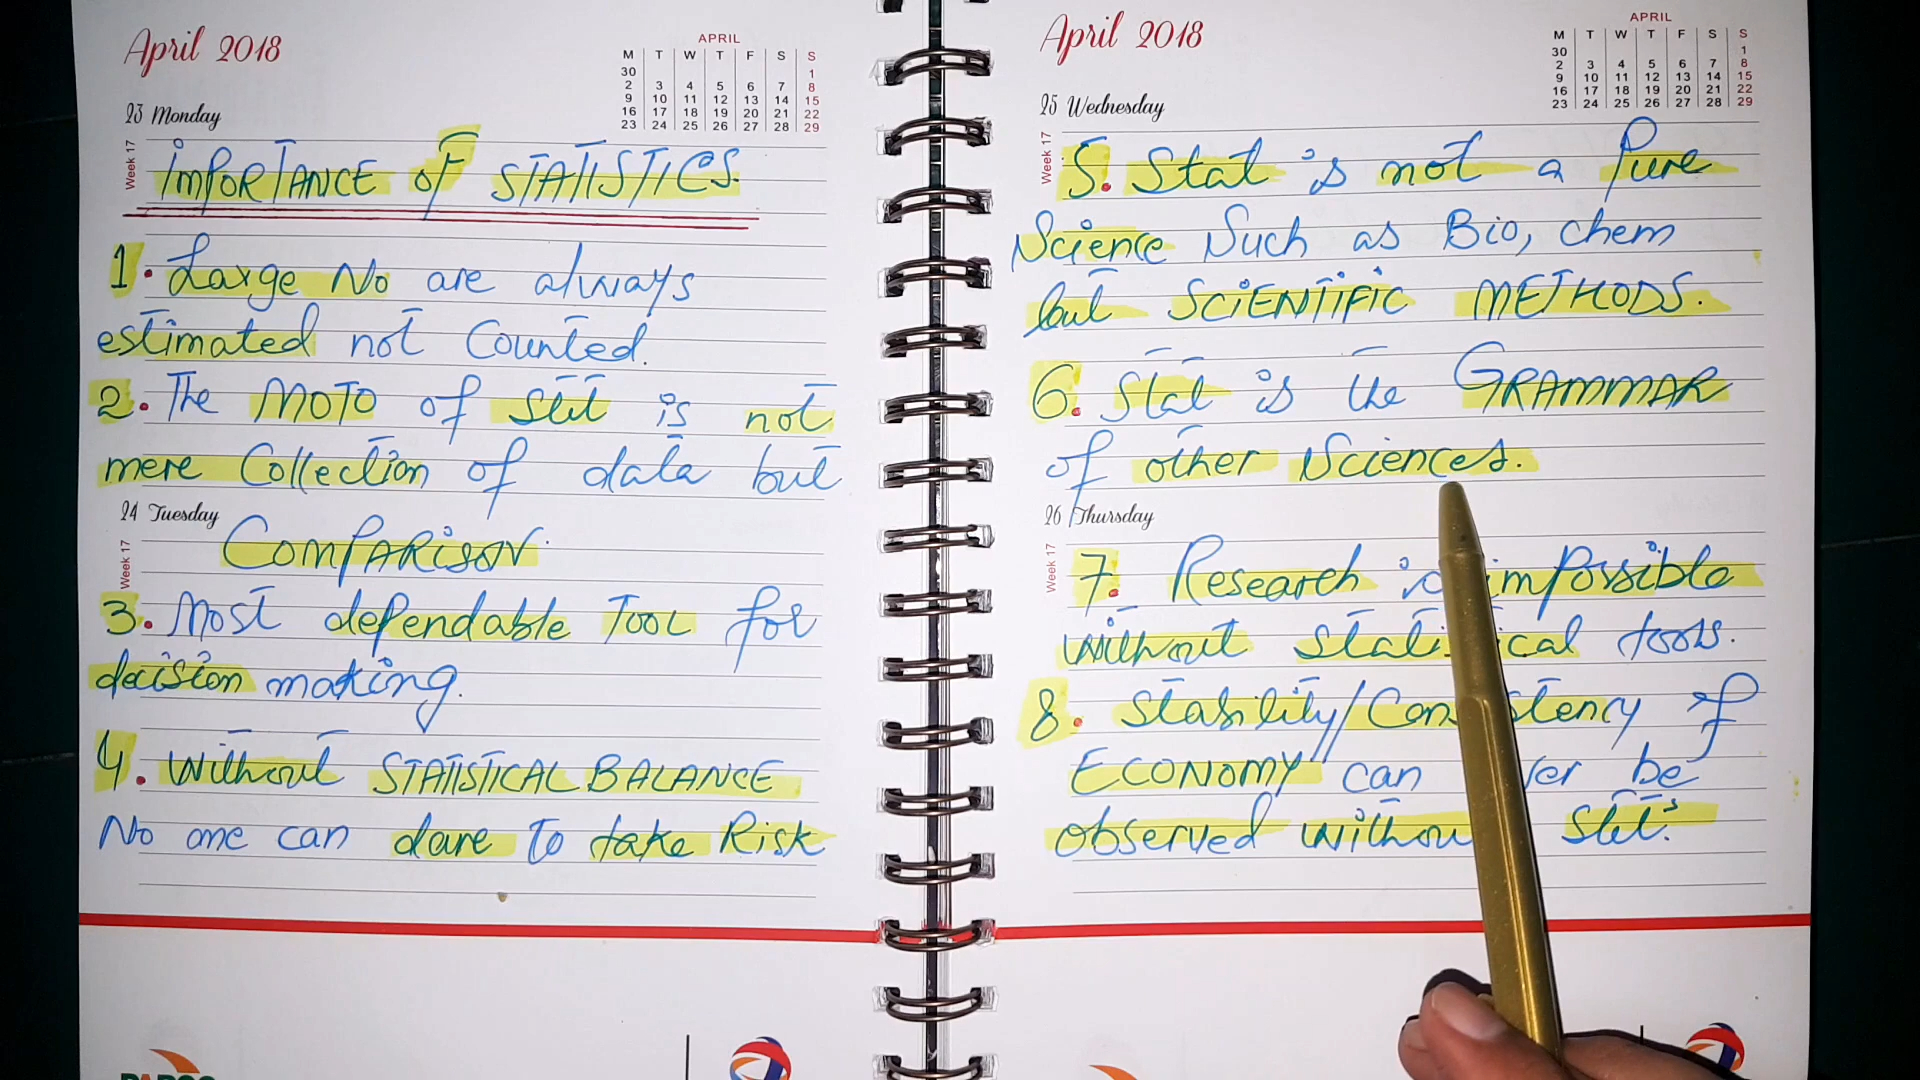 April 2018
APRIL
M T W T F S S
30 1
2 3 4 5 6 7 8
9 10 11 12 13 14 15
16 17 18 19 20 21 22
23 24 25 26 27 28 29
23 Monday
Week 17
IMPORTANCE OF STATISTICS.
1. Large No are always
estimated not Counted.
2. The MOTO of stat is not
mere Collection of data but
24 Tuesday
Week 17
COMPARISON.
3. Most dependable TOOL for
decision making.
4. Without STATISTICAL BALANCE
No one can dare to take Risk
April 2018
APRIL
M T W T F S S
30 1
2 3 4 5 6 7 8
9 10 11 12 13 14 15
16 17 18 19 20 21 22
23 24 25 26 27 28 29
25 Wednesday
Week 17
5. Stat is not a Pure
Science Such as Bio, chem
but SCIENTIFIC METHODS.
6. Stat is the GRAMMAR
of other Sciences.
26 Thursday
Week 17
7. Research is impossible
without statistical tools.
8. Stability/Consistency of
ECONOMY can be
observed without stat.